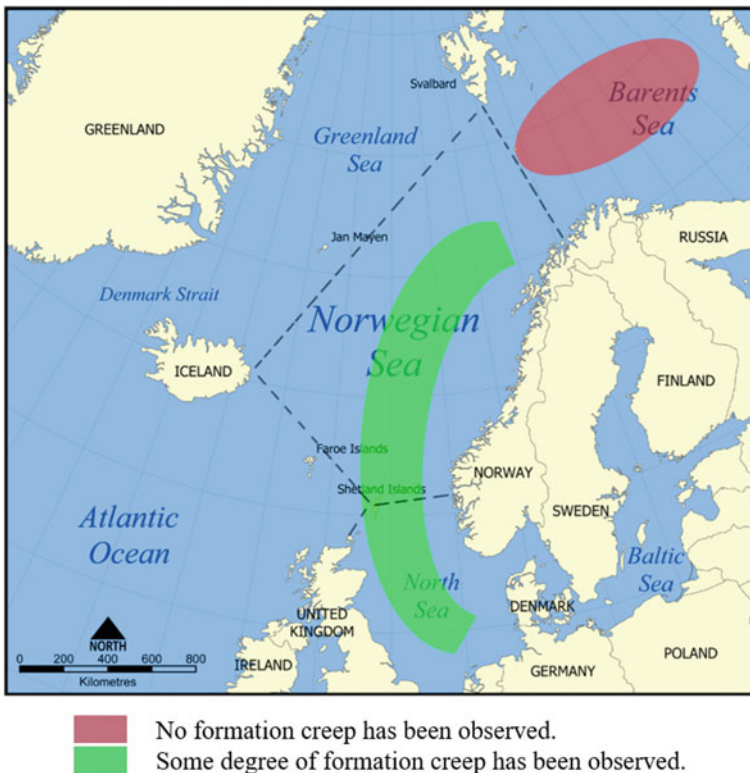 Svalbard
Barents
Sea
GREENLAND
Greenland
Sea
Jan Mayen
RUSSIA
Denmark Strait
Norwegian
Sea
ICELAND
FINLAND
Faroe Islands
NORWAY
Shetland Islands
SWEDEN
Atlantic
Ocean
Baltic
Sea
North
Sea
DENMARK
UNITED
KINGDOM
NORTH
0 200 400 600 800
Kilometres
IRELAND
POLAND
GERMANY
No formation creep has been observed.
Some degree of formation creep has been observed.